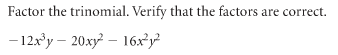 Factor the trinomial. Verify that the factors are correct.
−12x³y − 20xy² − 16x²y²